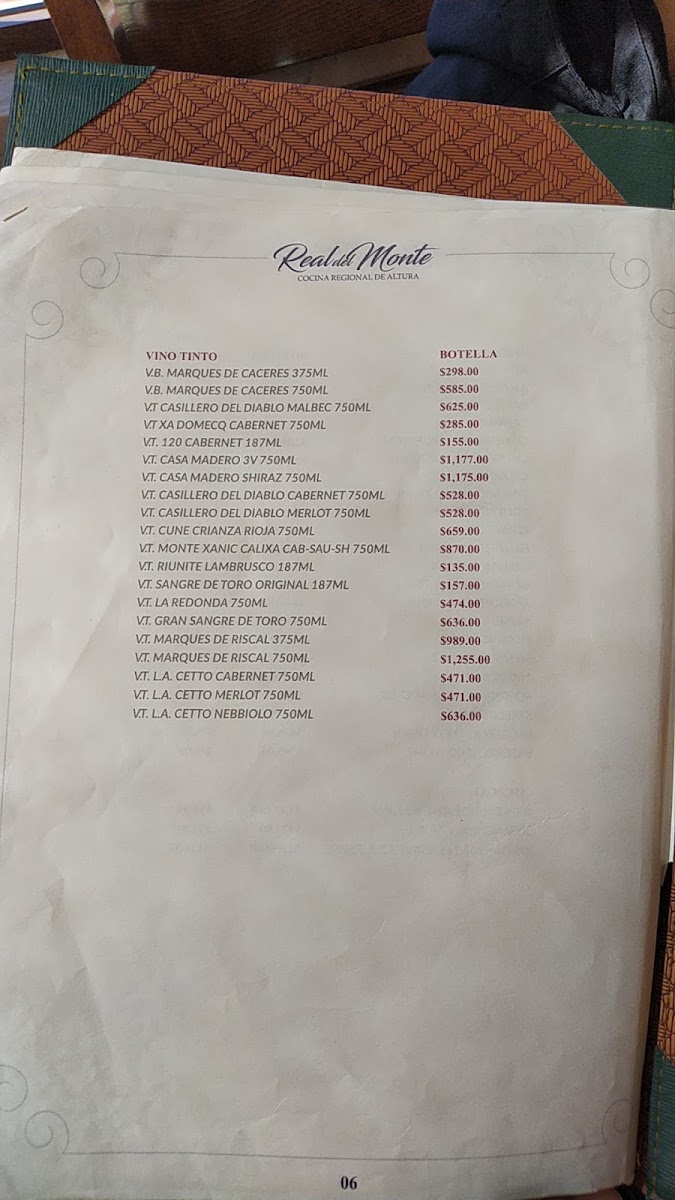 Real del Monte
COCINA REGIONAL DE ALTURA
VINO TINTO BOTELLA
V.B. MARQUES DE CACERES 375ML $298.00
V.B. MARQUES DE CACERES 750ML $585.00
V.T CASILLERO DEL DIABLO MALBEC 750ML $625.00
V.T XA DOMECQ CABERNET 750ML $285.00
V.T. 120 CABERNET 187ML $155.00
V.T. CASA MADERO 3V 750ML $1,177.00
V.T. CASA MADERO SHIRAZ 750ML $1,175.00
V.T. CASILLERO DEL DIABLO CABERNET 750ML $528.00
V.T. CASILLERO DEL DIABLO MERLOT 750ML $528.00
V.T. CUNE CRIANZA RIOJA 750ML $659.00
V.T. MONTE XANIC CALIXA CAB-SAU-SH 750ML $870.00
V.T. RIUNITE LAMBRUSCO 187ML $135.00
V.T. SANGRE DE TORO ORIGINAL 187ML $157.00
V.T. LA REDONDA 750ML $474.00
V.T. GRAN SANGRE DE TORO 750ML $636.00
V.T. MARQUES DE RISCAL 375ML $989.00
V.T. MARQUES DE RISCAL 750ML $1,255.00
V.T. L.A. CETTO CABERNET 750ML $471.00
V.T. L.A. CETTO MERLOT 750ML $471.00
V.T. L.A. CETTO NEBBIOLO 750ML $636.00
06